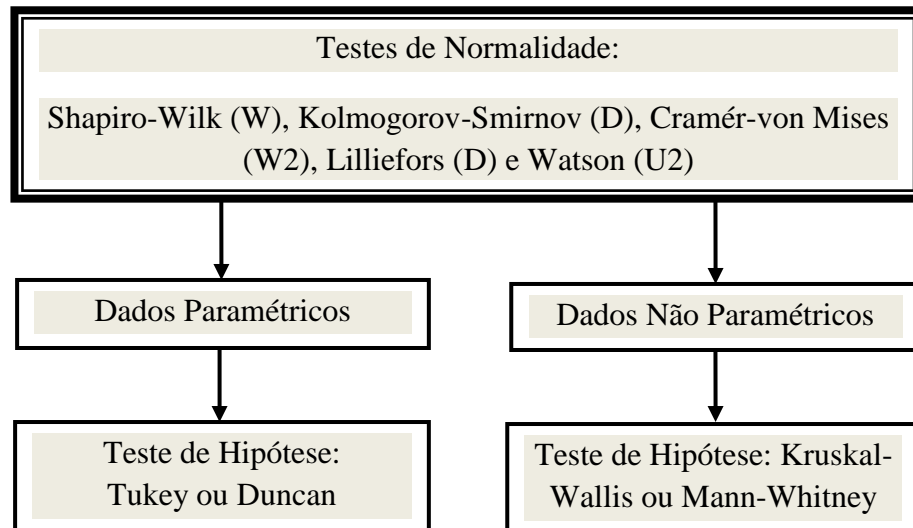 Testes de Normalidade:
Shapiro-Wilk (W), Kolmogorov-Smirnov (D), Cramér-von Mises
(W2), Lilliefors (D) e Watson (U2)
Dados Paramétricos
Dados Não Paramétricos
Teste de Hipótese:
Tukey ou Duncan
Teste de Hipótese: Kruskal-
Wallis ou Mann-Whitney